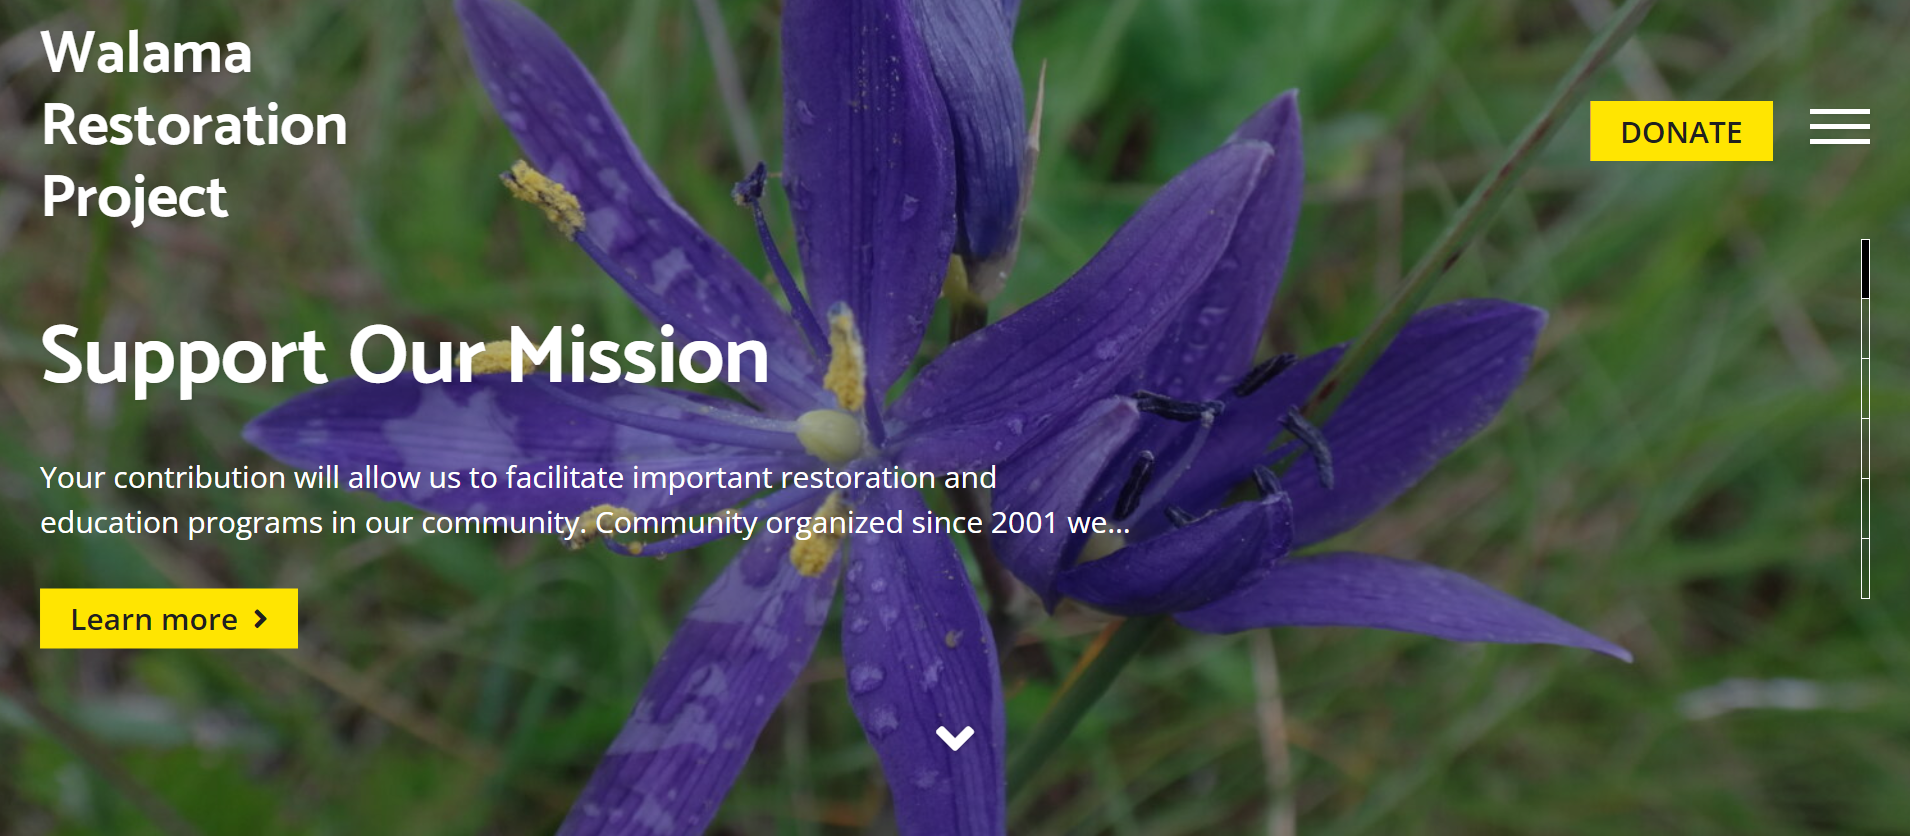 Walama
Restoration
Project
DONATE
Support Our Mission
Your contribution will allow us to facilitate important restoration and
education programs in our community. Community organized since 2001 we...
Learn more